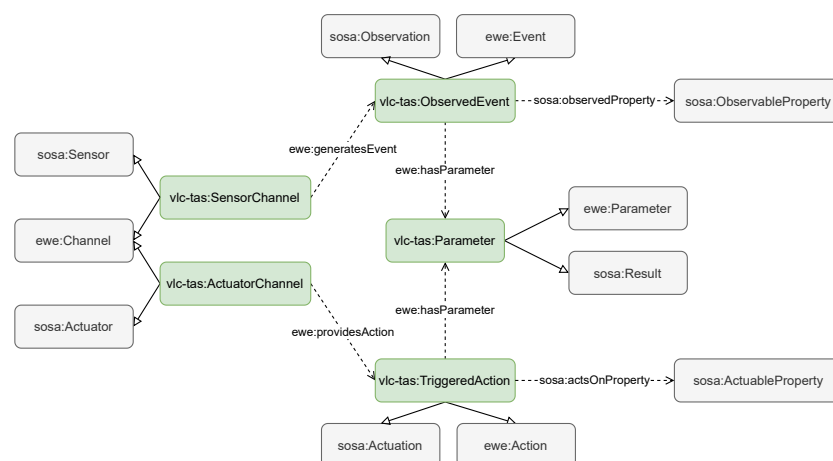 sosa:Observation
ewe:Event
vlc-tas:ObservedEvent
sosa:observedProperty
sosa:ObservableProperty
ewe:generatesEvent
sosa:Sensor
ewe:hasParameter
vlc-tas:SensorChannel
ewe:Parameter
ewe:Channel
vlc-tas:Parameter
sosa:Result
vlc-tas:ActuatorChannel
ewe:hasParameter
sosa:Actuator
ewe:providesAction
vlc-tas:TriggeredAction
sosa:actsOnProperty
sosa:ActuableProperty
sosa:Actuation
ewe:Action